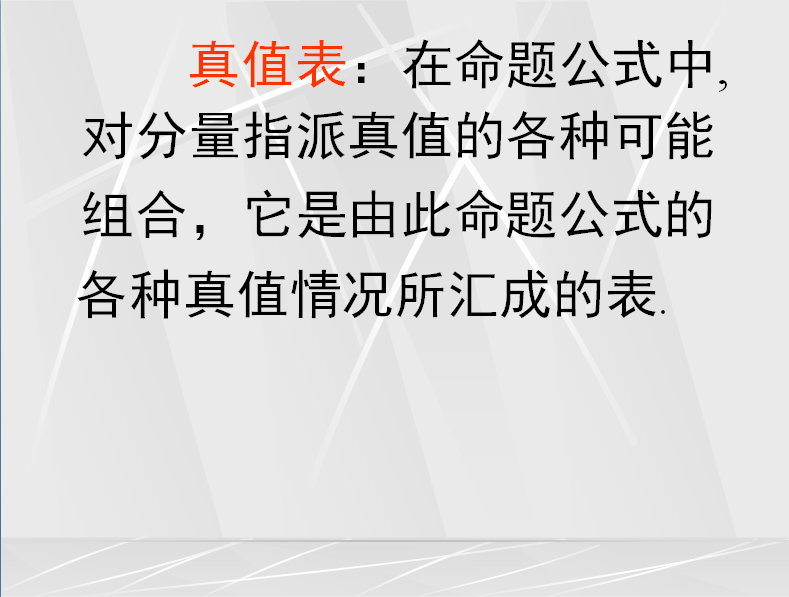 真值表：在命题公式中,
对分量指派真值的各种可能
组合，它是由此命题公式的
各种真值情况所汇成的表.